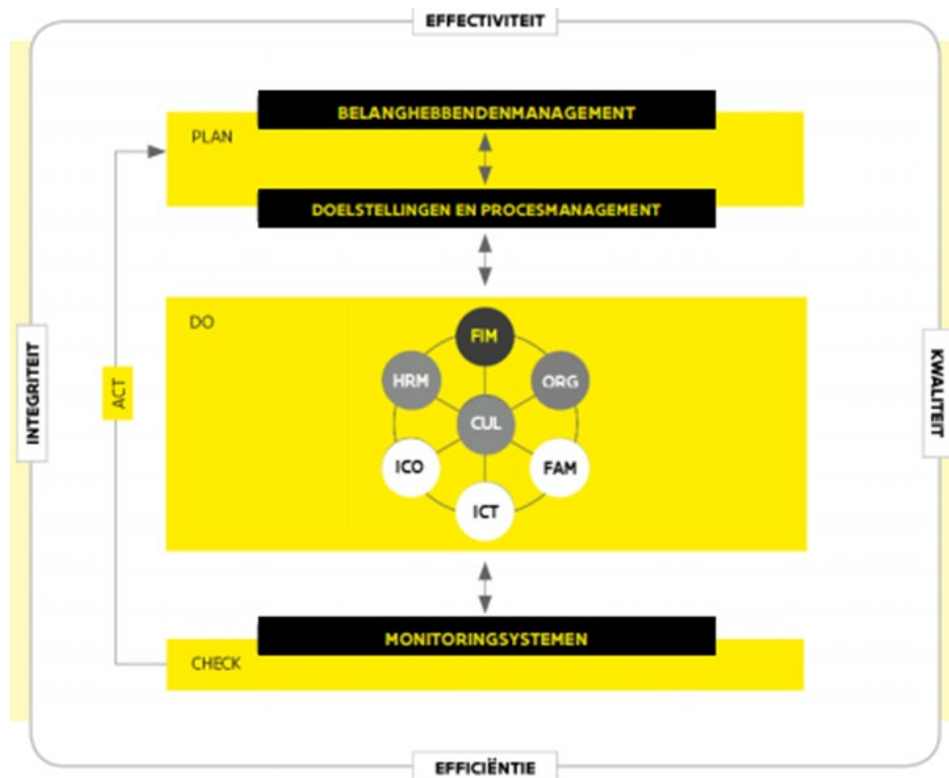 EFFECTIVITEIT
BELANGHEBBENDENMANAGEMENT
PLAN
DOELSTELLINGEN EN PROCESMANAGEMENT
DO
FIM
HRM
ORG
INTEGRITEIT
ACT
KWALITEIT
CUL
ICO
FAM
ICT
MONITORINGSYSTEMEN
CHECK
EFFICIËNTIE